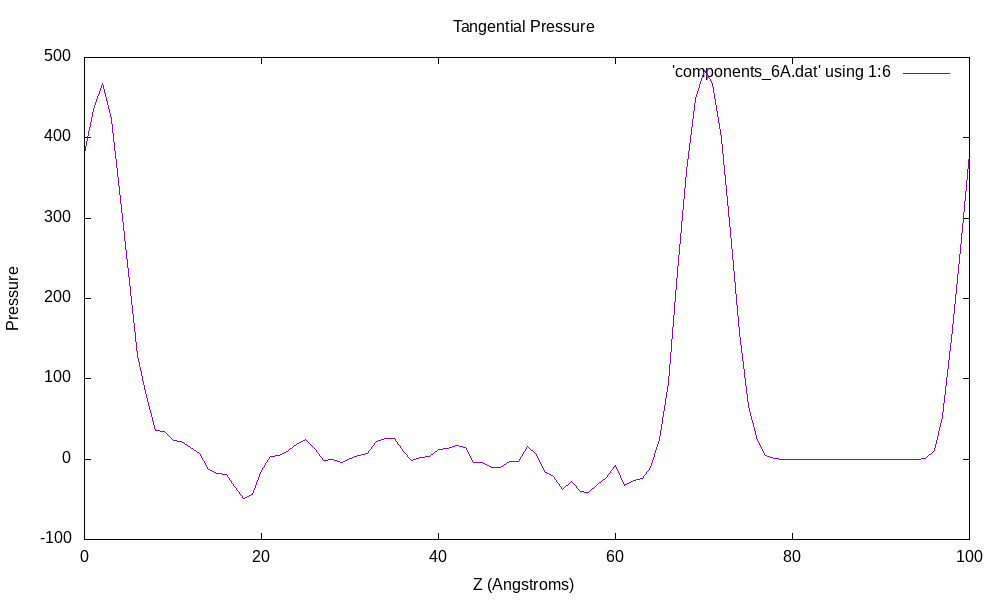 Tangential Pressure
'components_6A.dat' using 1:6
500
400
300
200
100
0
-100
Pressure
0 20 40 60 80 100
Z (Angstroms)